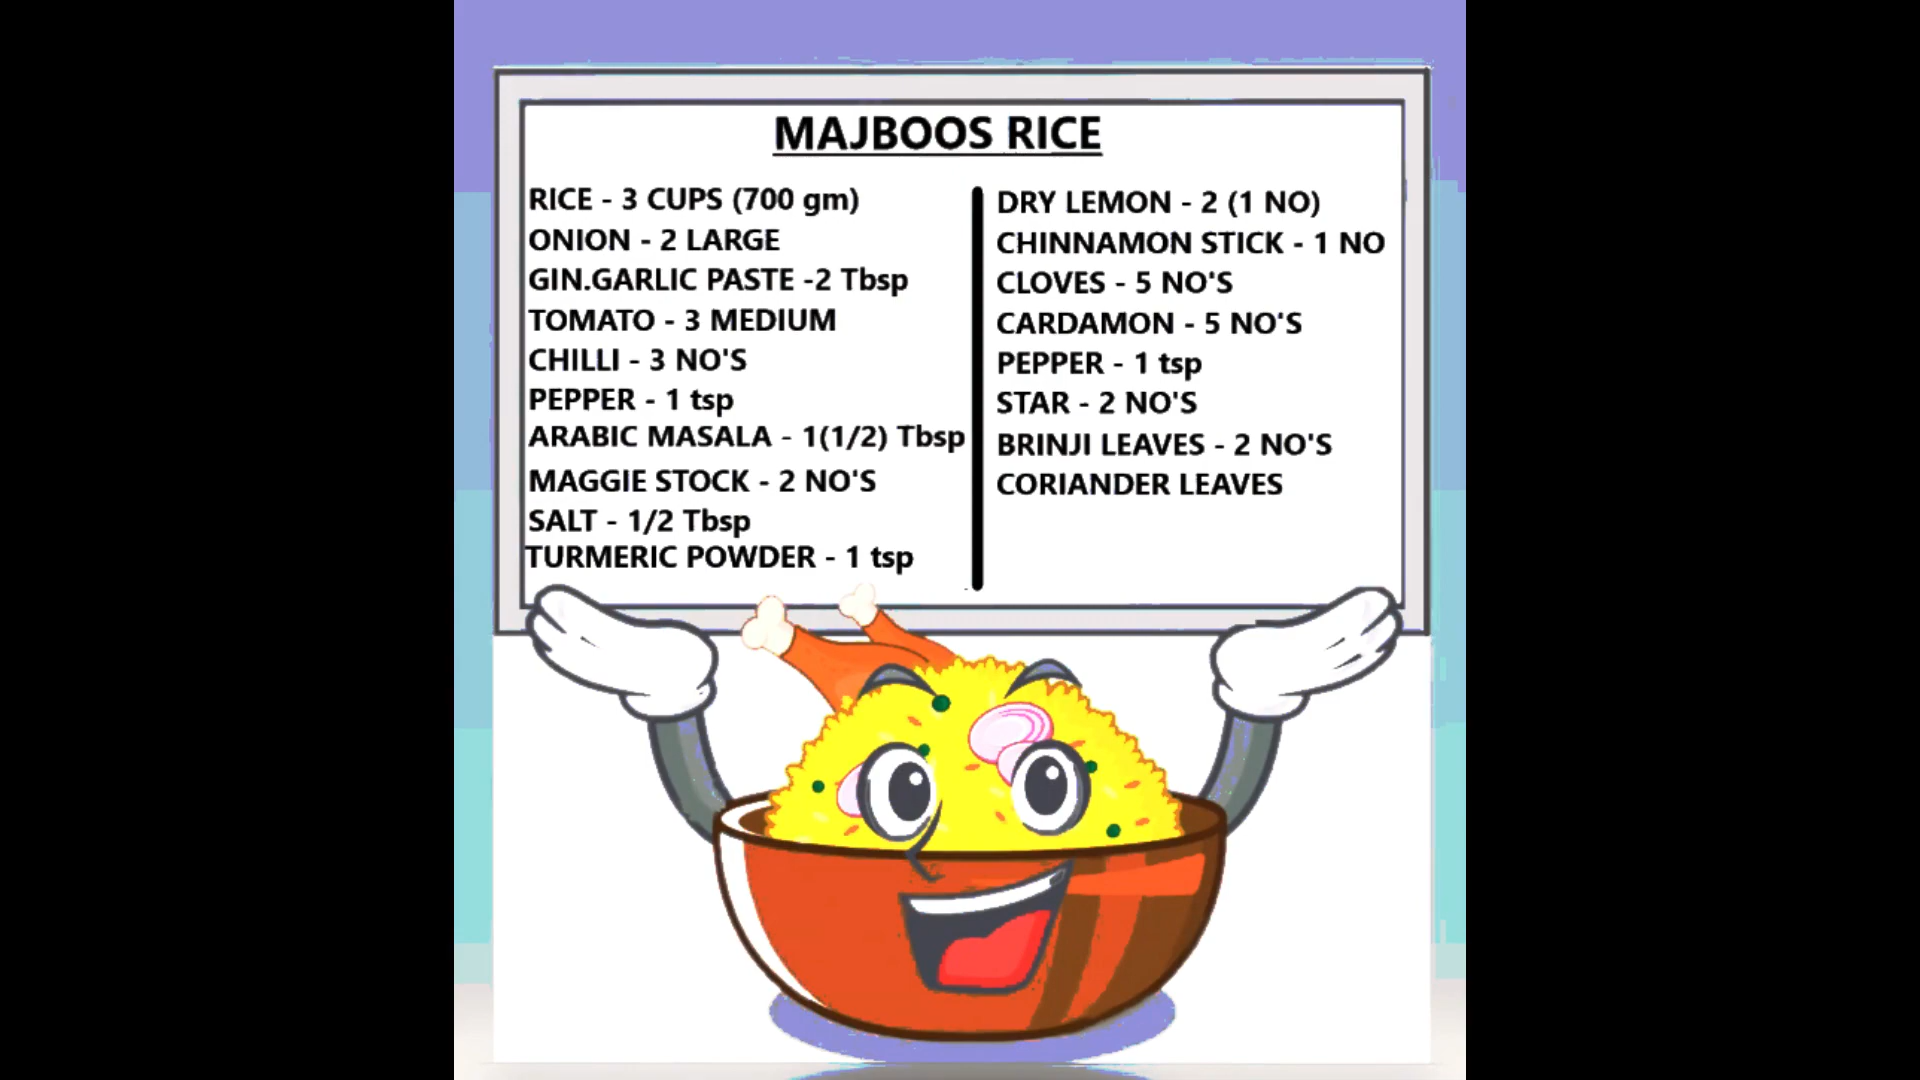 MAJBOOS RICE
RICE - 3 CUPS (700 gm)
ONION - 2 LARGE
GIN.GARLIC PASTE -2 Tbsp
TOMATO - 3 MEDIUM
CHILLI - 3 NO'S
PEPPER - 1 tsp
ARABIC MASALA - 1(1/2) Tbsp
MAGGIE STOCK - 2 NO'S
SALT - 1/2 Tbsp
TURMERIC POWDER - 1 tsp
DRY LEMON - 2 (1 NO)
CHINNAMON STICK - 1 NO
CLOVES - 5 NO'S
CARDAMON - 5 NO'S
PEPPER - 1 tsp
STAR - 2 NO'S
BRINJI LEAVES - 2 NO'S
CORIANDER LEAVES